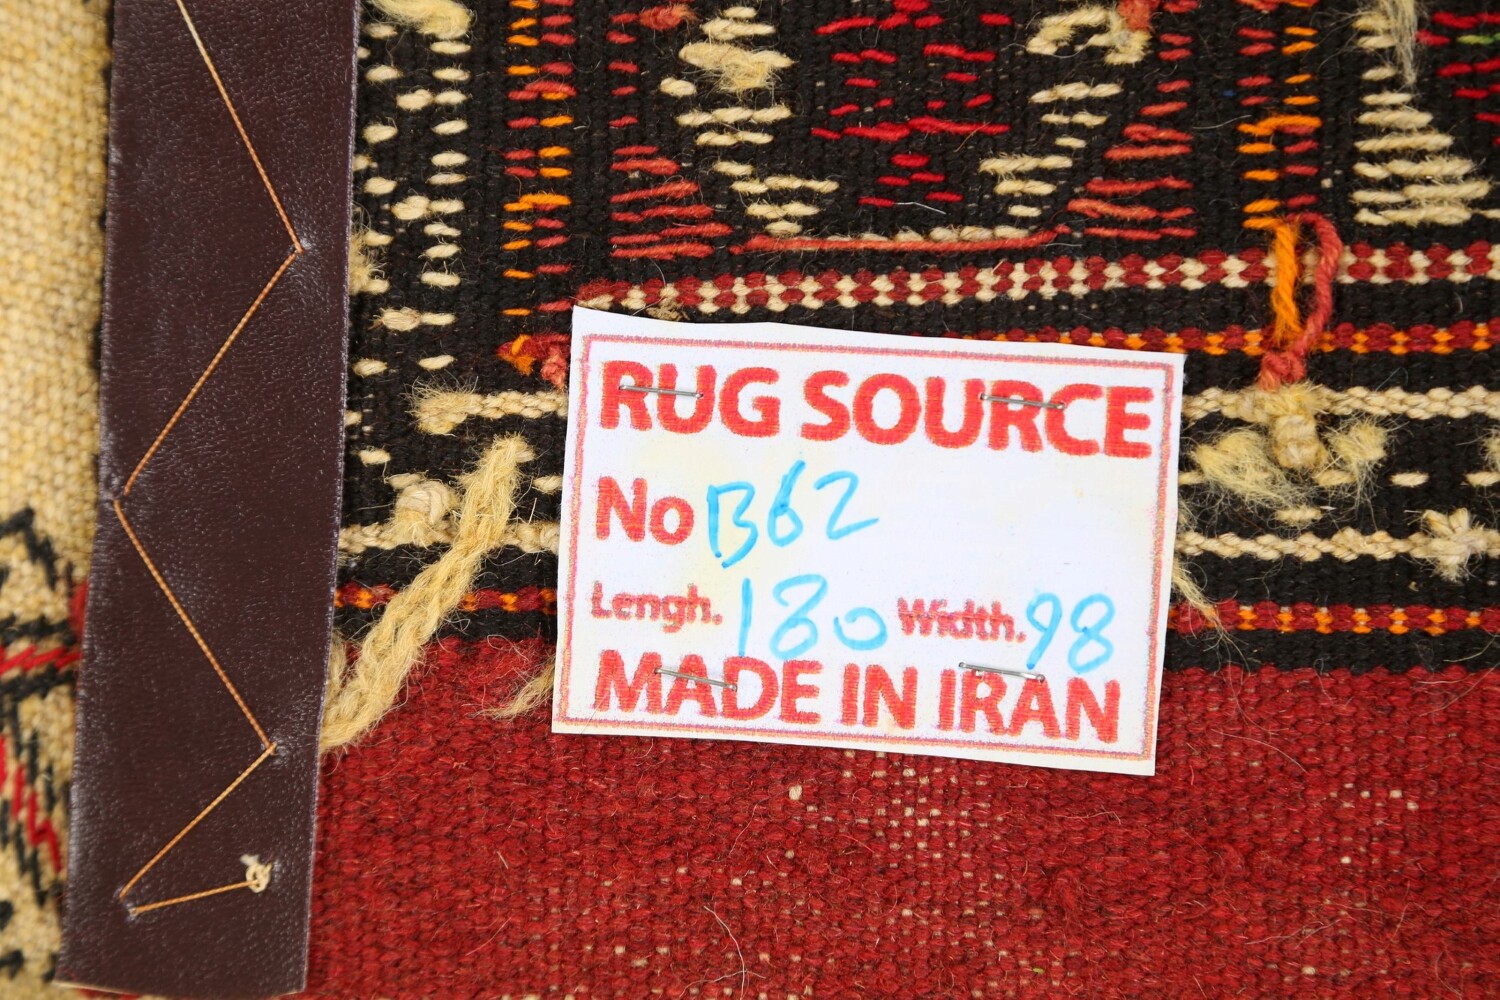 RUG SOURCE
No B62
Lengh. 180 Width. 98
MADE IN IRAN